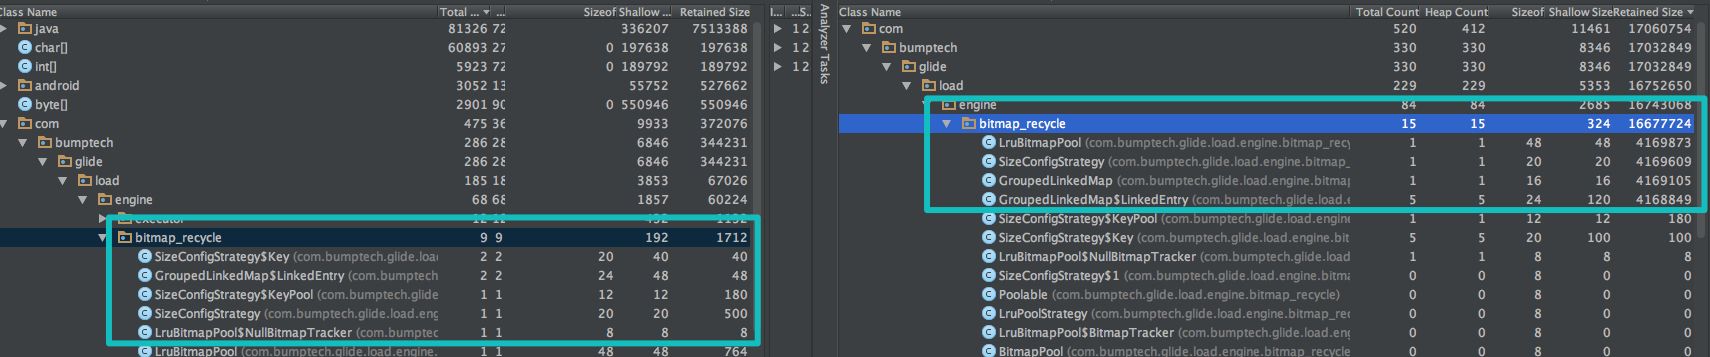 Class Name Total ... ... Sizeof Shallow ... Retained Size
java 81326 72 336207 7513388
char[] 60893 27 0 197638 197638
int[] 5923 72 0 189792 189792
android 3052 13 55752 527662
byte[] 2901 90 0 550946 550946
com 475 36 9933 372076
bumptech 286 28 6846 344231
glide 286 28 6846 344231
load 185 18 3853 67026
engine 68 68 1857 60224
executor 12 12 432 1152
bitmap_recycle 9 9 192 1712
SizeConfigStrategy$Key (com.bumptech.glide.loa 2 2 20 40 40
GroupedLinkedMap$LinkedEntry (com.bumptech. 2 2 24 48 48
SizeConfigStrategy$KeyPool (com.bumptech.glide 1 1 12 12 180
SizeConfigStrategy (com.bumptech.glide.load.eng 1 1 20 20 500
LruBitmapPool$NullBitmapTracker (com.bumptec 1 1 8 8 8
LruBitmapPool (com.bumptech.glide.load.engine. 1 1 48 48 764
I... ...S...
1 2
1 2
1 2
Analyzer Tasks
Class Name Total Count Heap Count Sizeof Shallow Size Retained Size
com 520 412 11461 17060754
bumptech 330 330 8346 17032849
glide 330 330 8346 17032849
load 229 229 5353 16752650
engine 84 84 2685 16743068
bitmap_recycle 15 15 324 16677724
LruBitmapPool (com.bumptech.glide.load.engine.bitmap_recy 1 1 48 48 4169873
SizeConfigStrategy (com.bumptech.glide.load.engine.bitmap_ 1 1 20 20 4169609
GroupedLinkedMap (com.bumptech.glide.load.engine.bitmap 1 1 16 16 4169105
GroupedLinkedMap$LinkedEntry (com.bumptech.glide.load.e 5 5 24 120 4168849
SizeConfigStrategy$KeyPool (com.bumptech.glide.load.engine 1 1 12 12 180
SizeConfigStrategy$Key (com.bumptech.glide.load.engine.bit 5 5 20 100 100
LruBitmapPool$NullBitmapTracker (com.bumptech.glide.load. 1 1 8 8 8
SizeConfigStrategy$1 (com.bumptech.glide.load.engine.bitma 0 0 8 0 0
Poolable (com.bumptech.glide.load.engine.bitmap_recycle) 0 0 8 0 0
LruPoolStrategy (com.bumptech.glide.load.engine.bitmap_rec 0 0 8 0 0
LruBitmapPool$BitmapTracker (com.bumptech.glide.load.eng 0 0 8 0 0
BitmapPool (com.bumptech.glide.load.engine.bitmap_recycle) 0 0 8 0 0